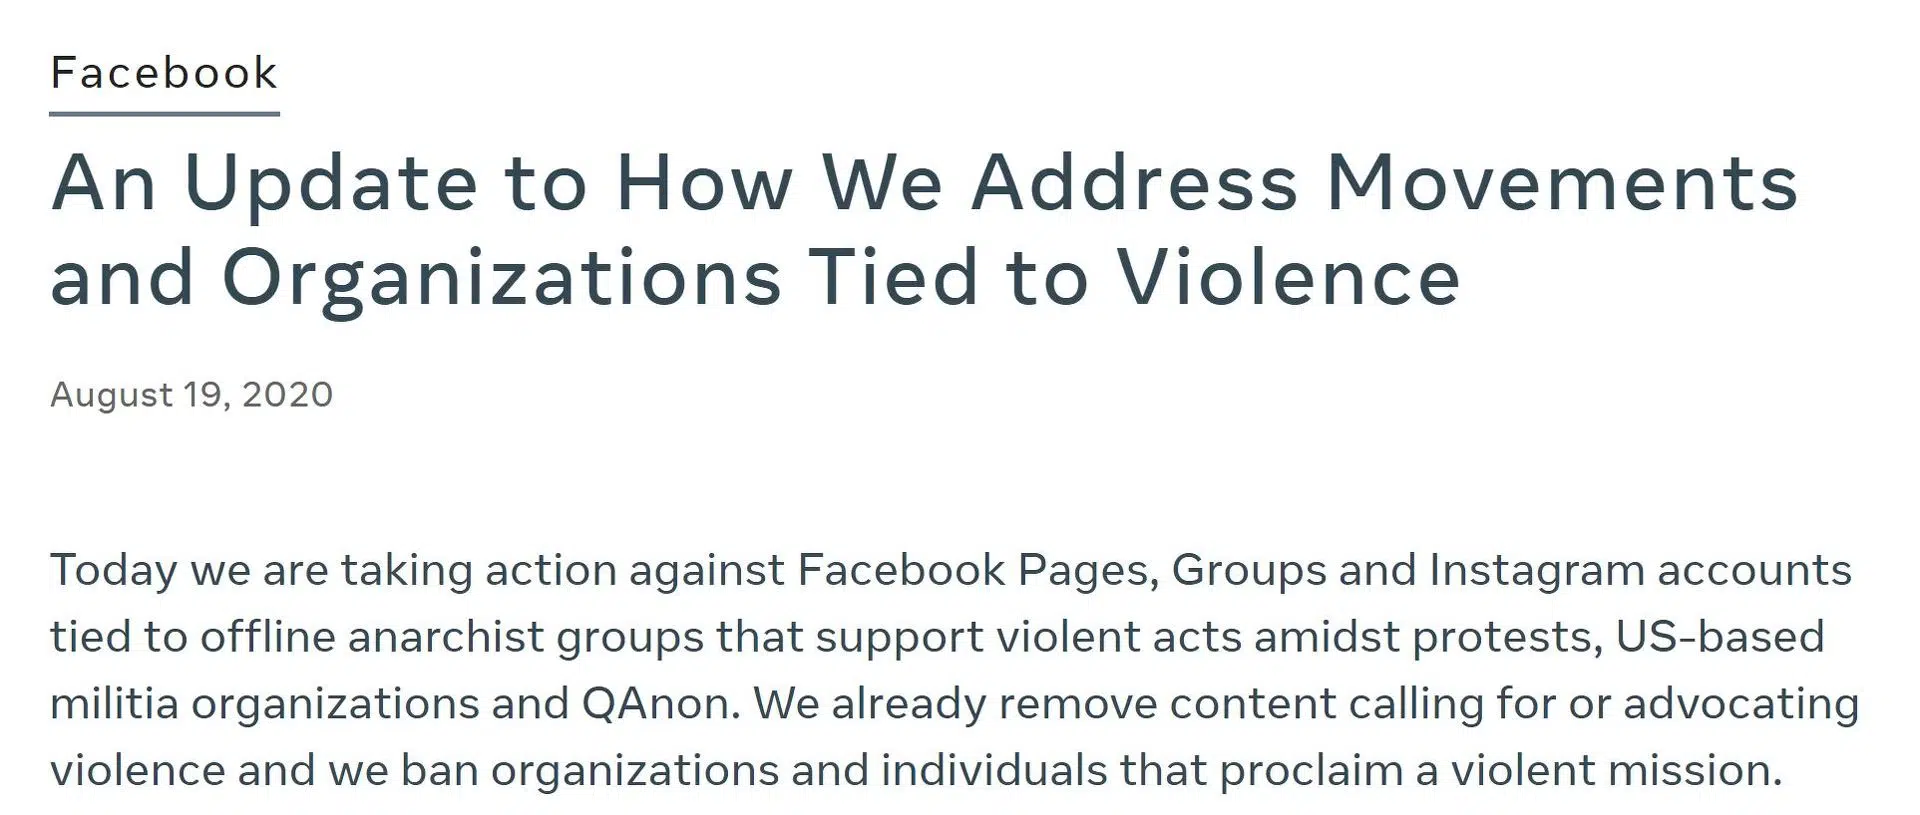 Facebook
An Update to How We Address Movements
and Organizations Tied to Violence
August 19, 2020
Today we are taking action against Facebook Pages, Groups and Instagram accounts
tied to offline anarchist groups that support violent acts amidst protests, US-based
militia organizations and QAnon. We already remove content calling for or advocating
violence and we ban organizations and individuals that proclaim a violent mission.